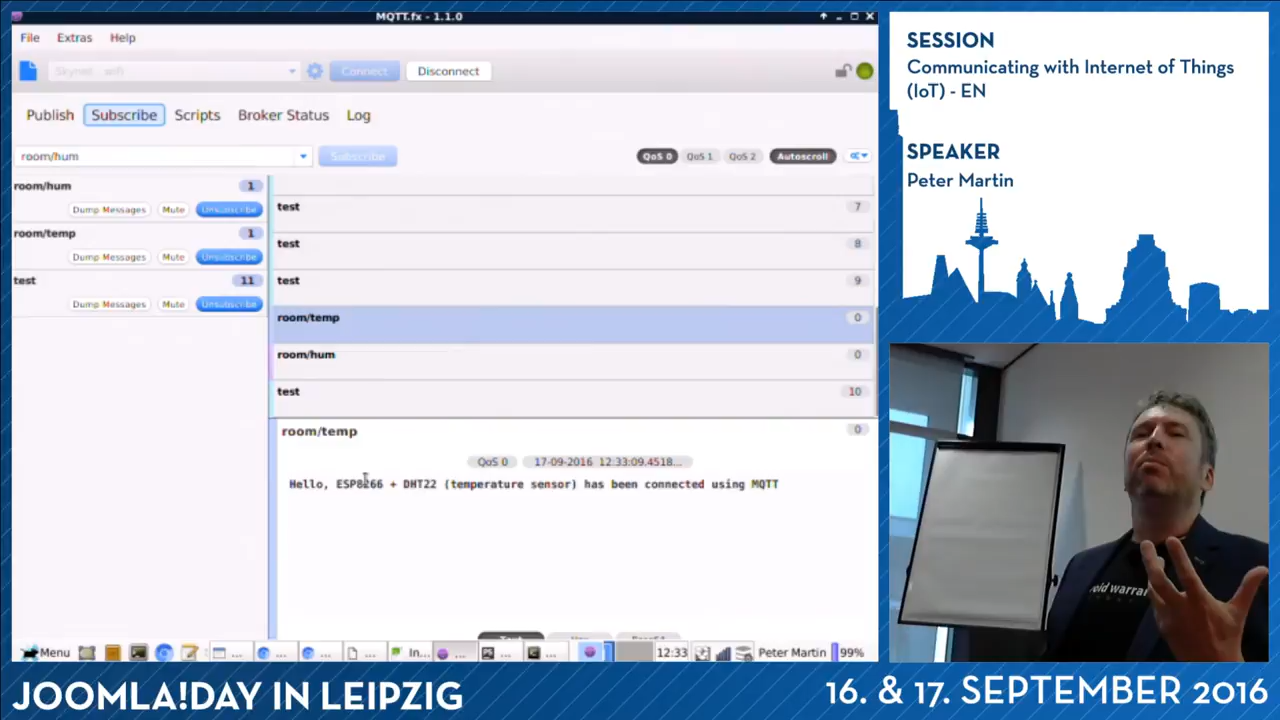 MQTT.fx - 1.1.0
File Extras Help
Connect Disconnect
Publish Subscribe Scripts Broker Status Log
room/hum Subscribe QoS 0 QoS 1 QoS 2 Autoscroll
room/hum 1
Dump Messages Mute Unsubscribe
room/temp 1
Dump Messages Mute Unsubscribe
test 11
Dump Messages Mute Unsubscribe
test 7
test 8
test 9
room/temp 0
room/hum 0
test 10
room/temp 0
QoS 0 17-09-2016 12:33:09.4518...
Hello, ESP8266 + DHT22 (temperature sensor) has been connected using MQTT
Menu ... ... ... ... In... ... ... ... 12:33 Peter Martin 99%
SESSION
Communicating with Internet of Things
(IoT) - EN
SPEAKER
Peter Martin
JOOMLA!DAY IN LEIPZIG
16. & 17. SEPTEMBER 2016